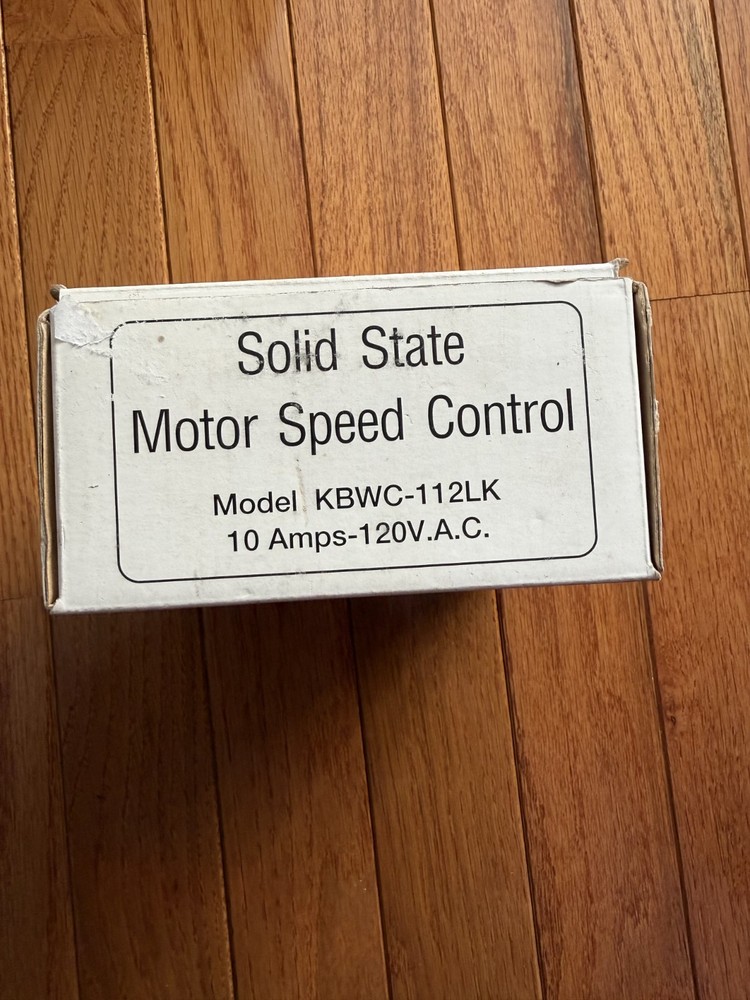 Solid State
Motor Speed Control
Model KBWC-112LK
10 Amps-120V.A.C.